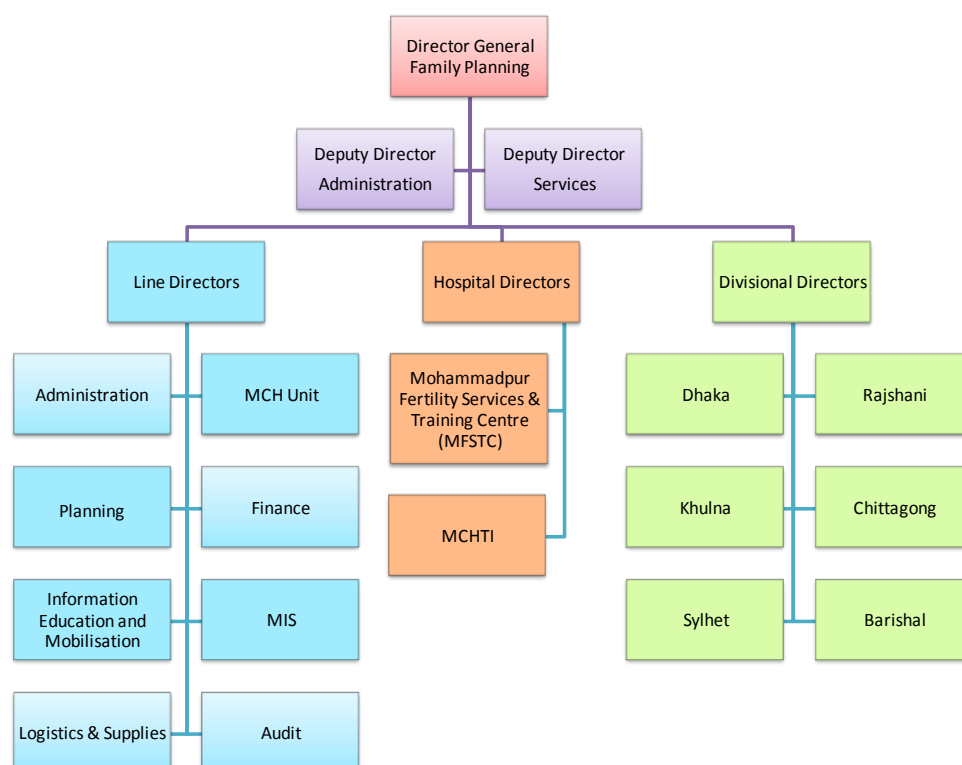 Director General
Family Planning
Deputy Director
Administration
Deputy Director
Services
Line Directors
Hospital Directors
Divisional Directors
Administration
MCH Unit
Mohammadpur
Fertility Services &
Training Centre
(MFSTC)
Dhaka
Rajshani
Planning
Finance
MCHTI
Khulna
Chittagong
Information
Education and
Mobilisation
MIS
Sylhet
Barishal
Logistics & Supplies
Audit